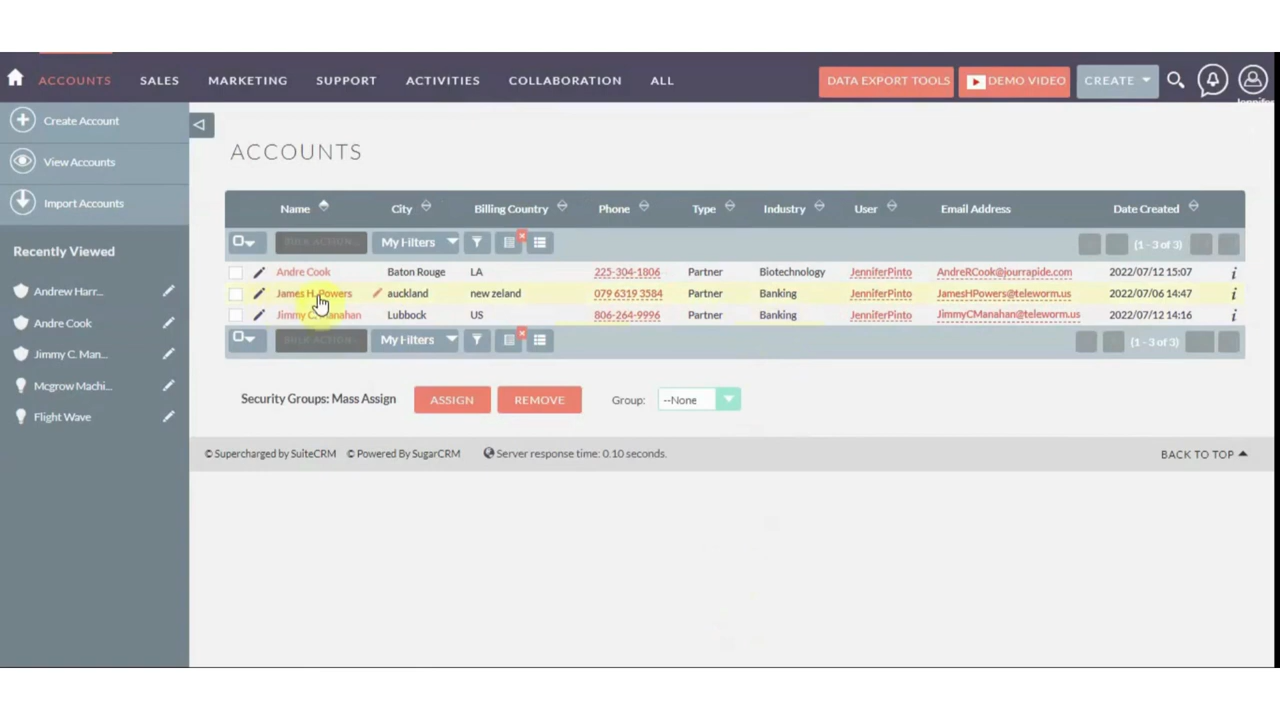 ACCOUNTS SALES MARKETING SUPPORT ACTIVITIES COLLABORATION ALL DATA EXPORT TOOLS DEMO VIDEO CREATE
Create Account
View Accounts
Import Accounts
Recently Viewed
Andrew Harr...
Andre Cook
Jimmy C. Man...
Mcgrow Machi...
Flight Wave
ACCOUNTS
Name City Billing Country Phone Type Industry User Email Address Date Created
BULK ACTION... My Filters (1 - 3 of 3)
Andre Cook Baton Rouge LA 225-304-1806 Partner Biotechnology JenniferPinto AndreRCook@jourrapide.com 2022/07/12 15:07
James H. Powers auckland new zeland 079 6319 3584 Partner Banking JenniferPinto JamesHPowers@teleworm.us 2022/07/06 14:47
Jimmy C. Manahan Lubbock US 806-264-9996 Partner Banking JenniferPinto JimmyCManahan@teleworm.us 2022/07/12 14:16
BULK ACTION... My Filters (1 - 3 of 3)
Security Groups: Mass Assign ASSIGN REMOVE Group: --None
© Supercharged by SuiteCRM © Powered By SugarCRM Server response time: 0.10 seconds. BACK TO TOP